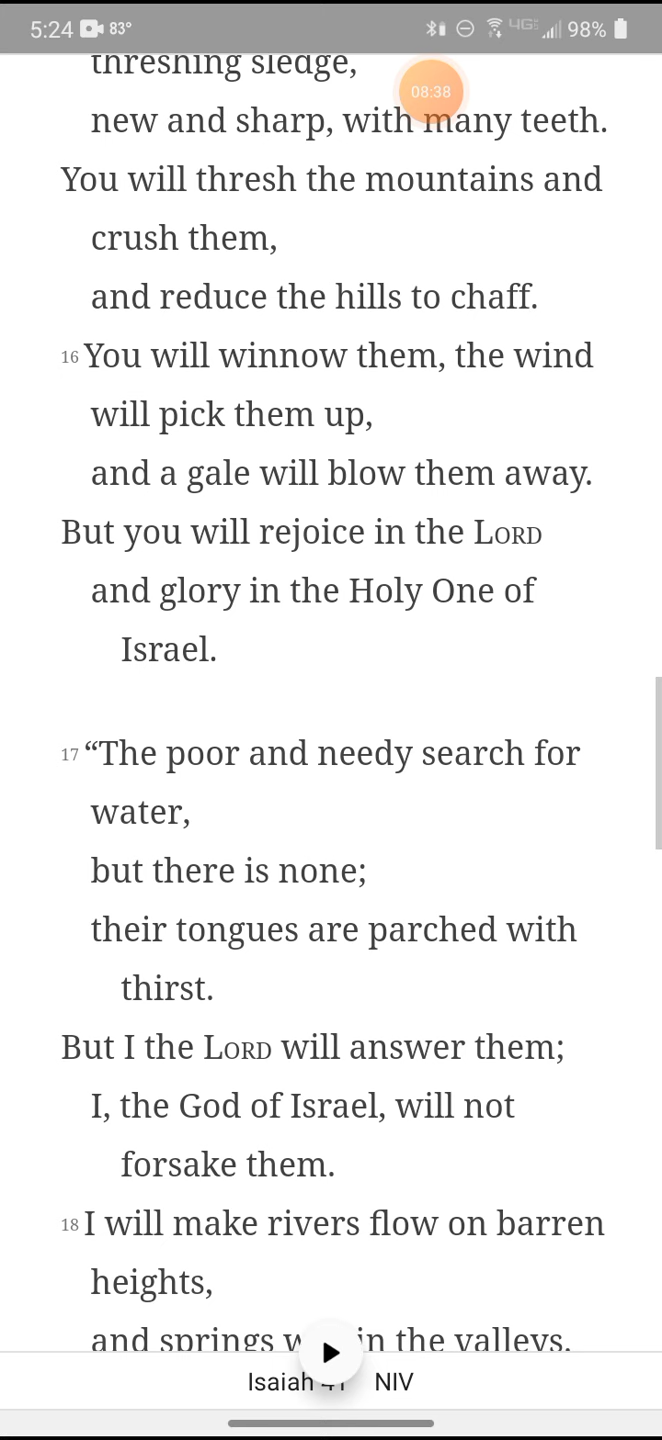 5:24 83° 4G 98%
threshing sledge,
08:38
new and sharp, with many teeth.
You will thresh the mountains and
crush them,
and reduce the hills to chaff.
16 You will winnow them, the wind
will pick them up,
and a gale will blow them away.
But you will rejoice in the LORD
and glory in the Holy One of
Israel.
17 “The poor and needy search for
water,
but there is none;
their tongues are parched with
thirst.
But I the LORD will answer them;
I, the God of Israel, will not
forsake them.
18 I will make rivers flow on barren
heights,
and springs in the valleys.
Isaiah 41 NIV